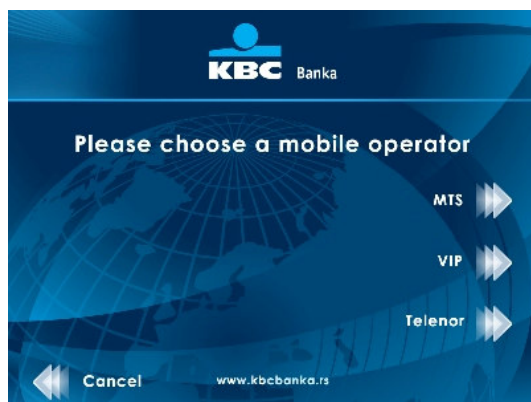 KBC Banka
Please choose a mobile operator
MTS
VIP
Telenor
Cancel
www.kbcbanka.rs